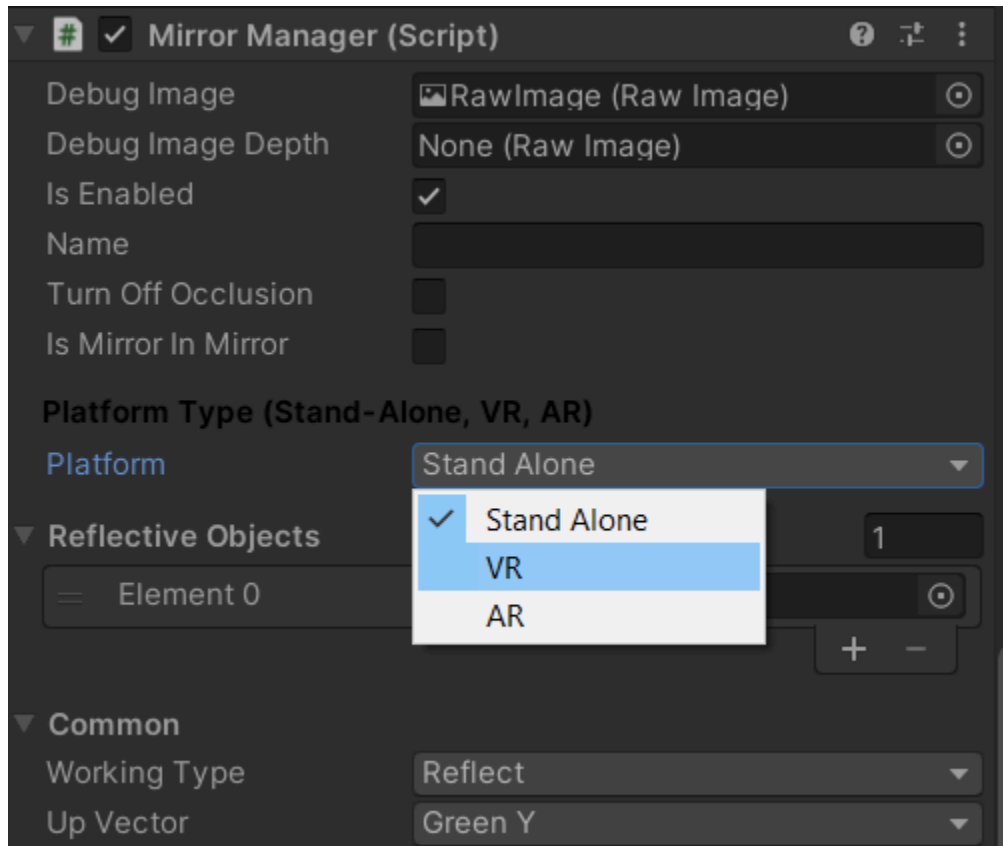 Mirror Manager (Script)
Debug Image RawImage (Raw Image)
Debug Image Depth None (Raw Image)
Is Enabled
Name
Turn Off Occlusion
Is Mirror In Mirror
Platform Type (Stand-Alone, VR, AR)
Platform Stand Alone
Stand Alone
Reflective Objects 1
VR
Element 0
AR
Common
Working Type Reflect
Up Vector Green Y